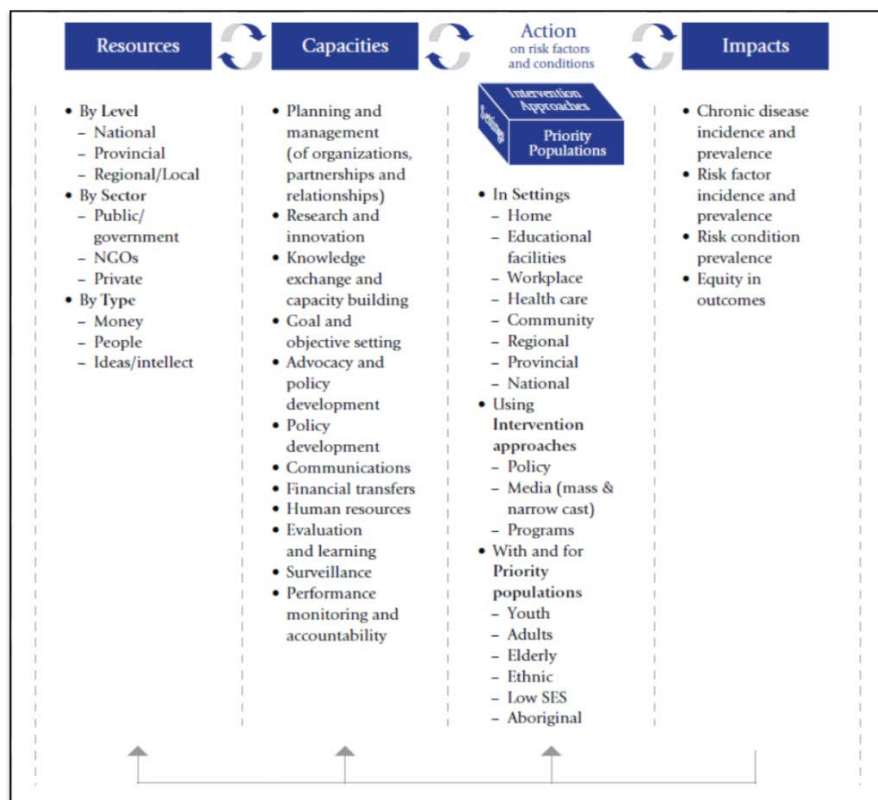 Resources
Capacities
Action
on risk factors
and conditions
Impacts
• By Level
– National
– Provincial
– Regional/Local
• By Sector
– Public/
government
– NGOs
– Private
• By Type
– Money
– People
– Ideas/intellect
• Planning and
management
(of organizations,
partnerships and
relationships)
• Research and
innovation
• Knowledge
exchange and
capacity building
• Goal and
objective setting
• Advocacy and
policy
development
• Policy
development
• Communications
• Financial transfers
• Human resources
• Evaluation
and learning
• Surveillance
• Performance
monitoring and
accountability
Intervention
Approaches
Settings
Priority
Populations
• In Settings
– Home
– Educational
facilities
– Workplace
– Health care
– Community
– Regional
– Provincial
– National
• Using
Intervention
approaches
– Policy
– Media (mass &
narrow cast)
– Programs
• With and for
Priority
populations
– Youth
– Adults
– Elderly
– Ethnic
– Low SES
– Aboriginal
• Chronic disease
incidence and
prevalence
• Risk factor
incidence and
prevalence
• Risk condition
prevalence
• Equity in
outcomes